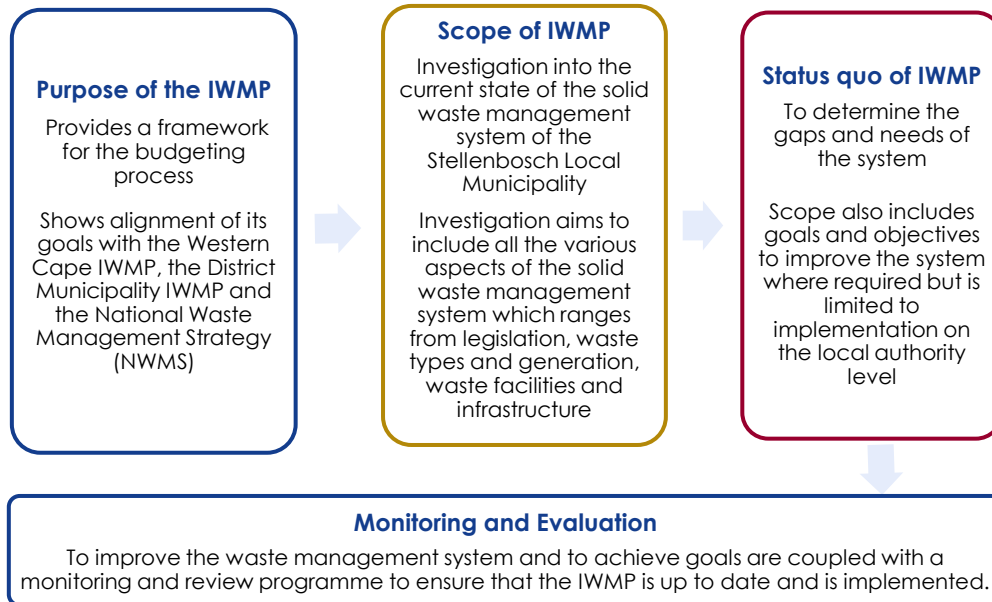 Purpose of the IWMP
Provides a framework
for the budgeting
process
Shows alignment of its
goals with the Western
Cape IWMP, the District
Municipality IWMP and
the National Waste
Management Strategy
(NWMS)
Scope of IWMP
Investigation into the
current state of the solid
waste management
system of the
Stellenbosch Local
Municipality
Investigation aims to
include all the various
aspects of the solid
waste management
system which ranges
from legislation, waste
types and generation,
waste facilities and
infrastructure
Status quo of IWMP
To determine the
gaps and needs of
the system
Scope also includes
goals and objectives
to improve the system
where required but is
limited to
implementation on
the local authority
level
Monitoring and Evaluation
To improve the waste management system and to achieve goals are coupled with a
monitoring and review programme to ensure that the IWMP is up to date and is implemented.